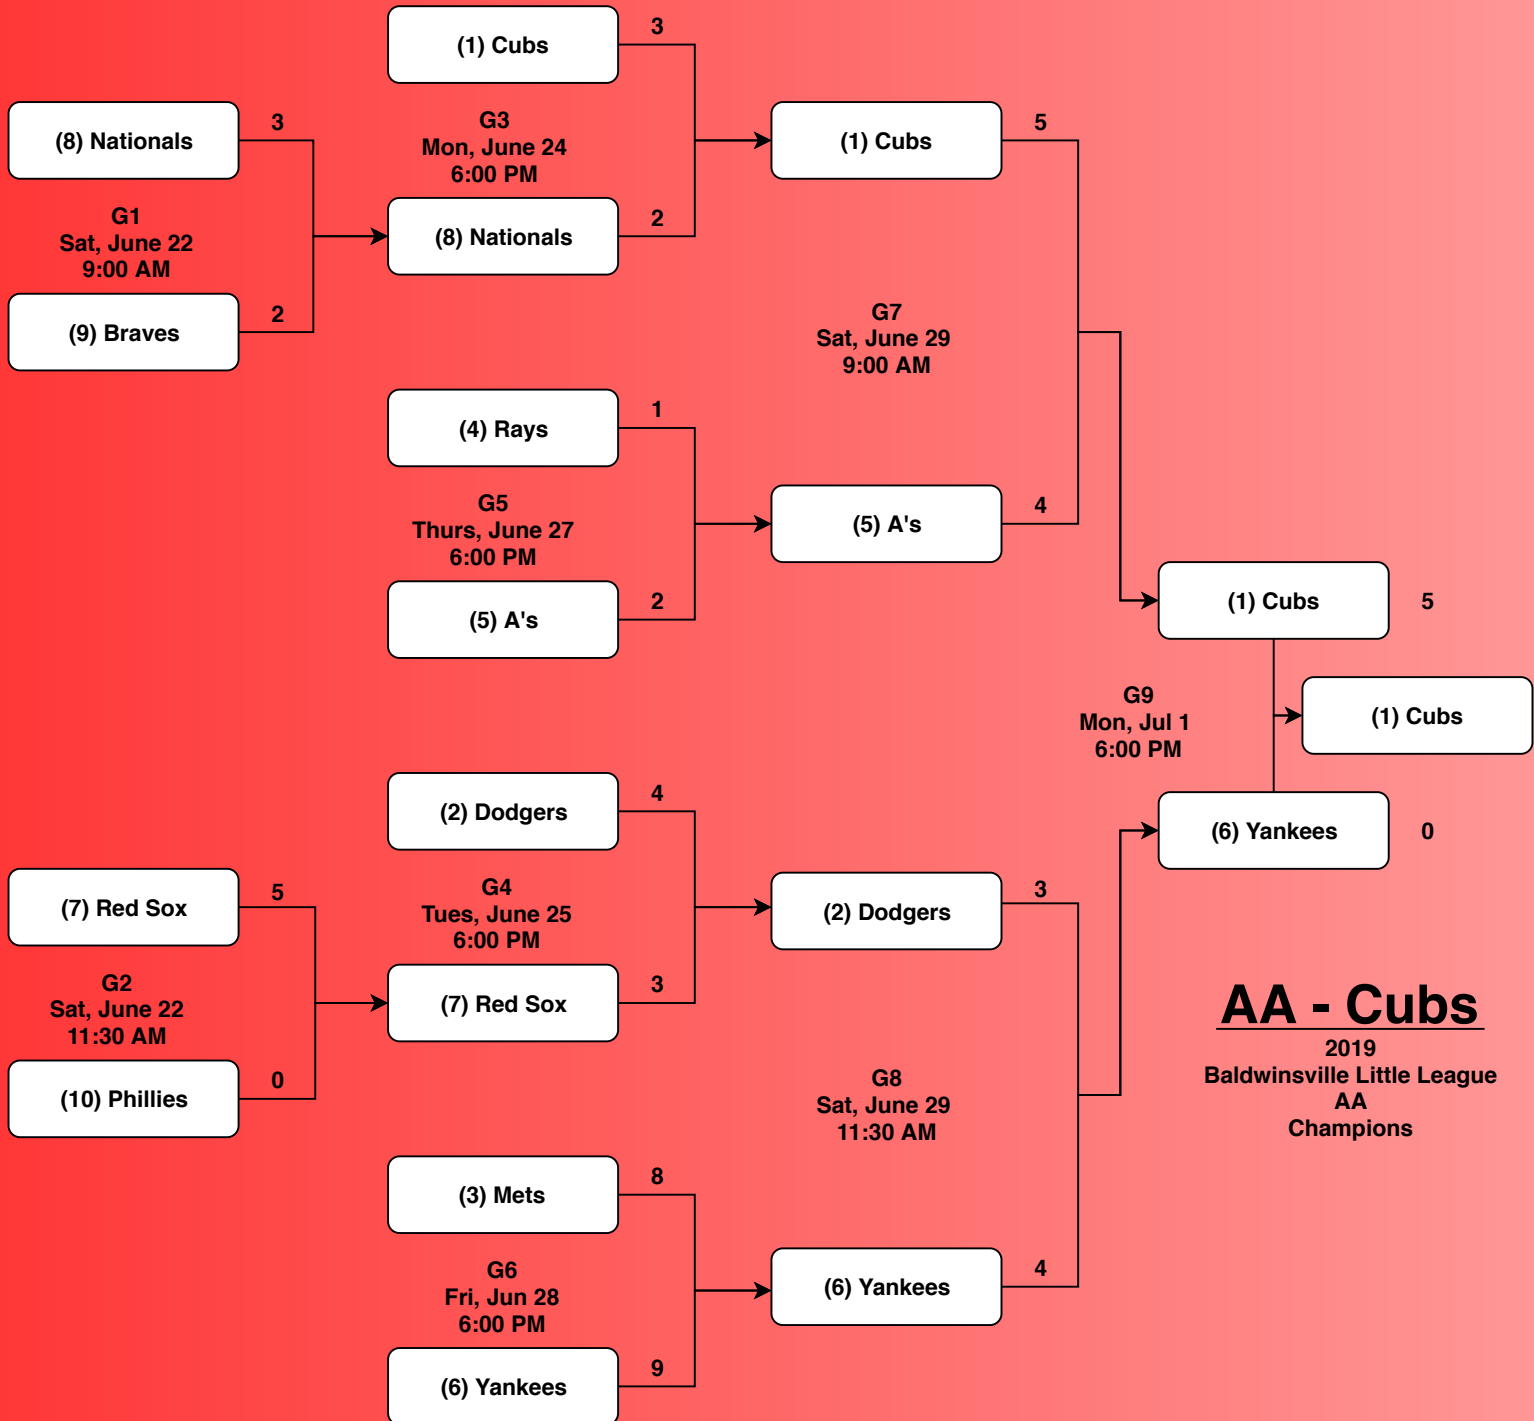 (1) Cubs
3
G3
Mon, June 24
6:00 PM
(8) Nationals
2
(8) Nationals
3
G1
Sat, June 22
9:00 AM
(9) Braves
2
(1) Cubs
5
G7
Sat, June 29
9:00 AM
(4) Rays
1
G5
Thurs, June 27
6:00 PM
(5) A's
2
(5) A's
4
(1) Cubs
5
G9
Mon, Jul 1
6:00 PM
(1) Cubs
(6) Yankees
0
(2) Dodgers
4
G4
Tues, June 25
6:00 PM
(7) Red Sox
3
(7) Red Sox
5
G2
Sat, June 22
11:30 AM
(10) Phillies
0
(2) Dodgers
3
G8
Sat, June 29
11:30 AM
(3) Mets
8
G6
Fri, Jun 28
6:00 PM
(6) Yankees
9
(6) Yankees
4
AA - Cubs
2019
Baldwinsville Little League
AA
Champions